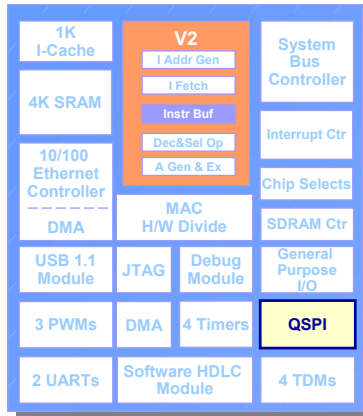 1K
I-Cache
4K SRAM
10/100
Ethernet
Controller
DMA
V2
I Addr Gen
I Fetch
Instr Buf
Dec&Sel Op
A Gen & Ex
System
Bus
Controller
Interrupt Ctr
Chip Selects
MAC
H/W Divide
SDRAM Ctr
USB 1.1
Module
JTAG
Debug
Module
General
Purpose
I/O
3 PWMs
DMA
4 Timers
QSPI
2 UARTs
Software HDLC
Module
4 TDMs